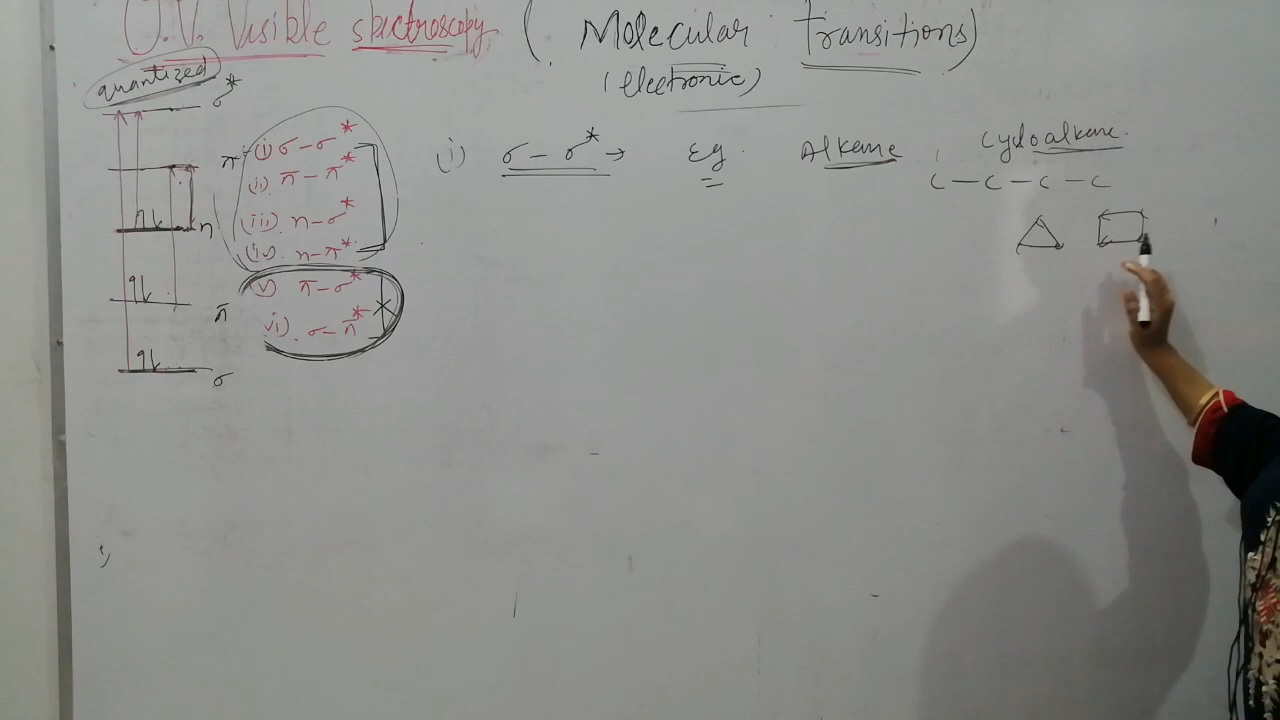 U.V. Visible spectroscopy ( Molecular Transitions)
(electronic)
quantized
σ*
π*
n
π
σ
(i) σ - σ*
(ii) π - π*
(iii) n - σ*
(iv) n - π*
v) π - σ*
vi) σ - π*
(i) σ - σ* → Eg. Alkane , Cycloalkane.
C - C - C - C